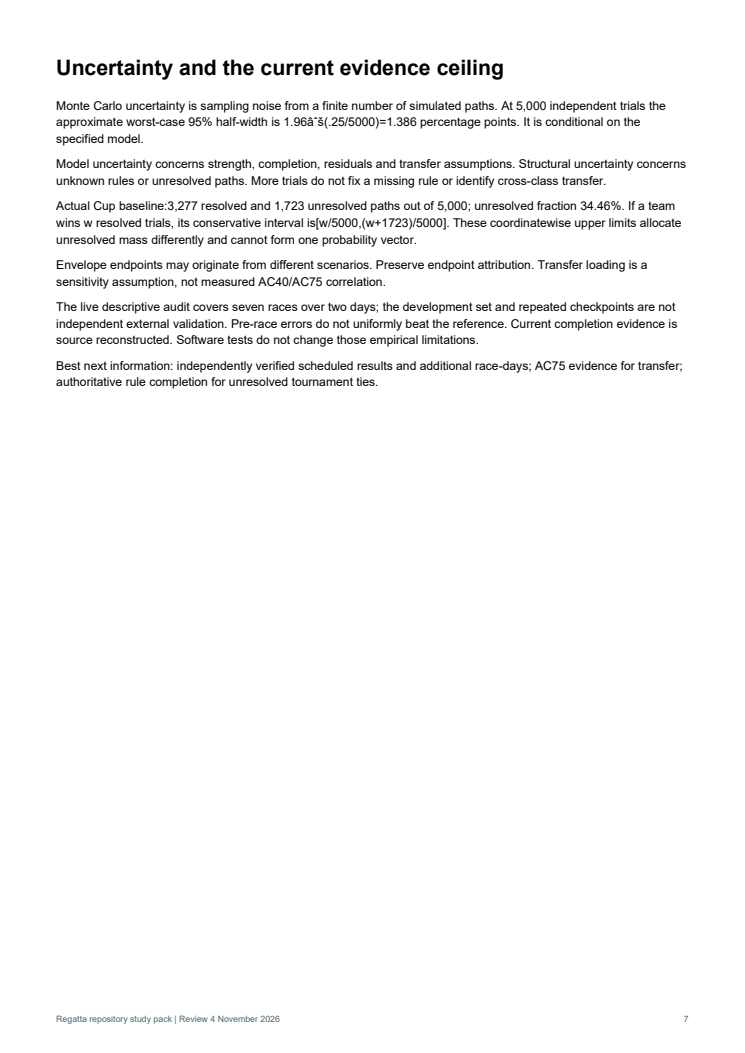 Uncertainty and the current evidence ceiling
Monte Carlo uncertainty is sampling noise from a finite number of simulated paths. At 5,000 independent trials the
approximate worst-case 95% half-width is 1.96âˆš(.25/5000)=1.386 percentage points. It is conditional on the
specified model.
Model uncertainty concerns strength, completion, residuals and transfer assumptions. Structural uncertainty concerns
unknown rules or unresolved paths. More trials do not fix a missing rule or identify cross-class transfer.
Actual Cup baseline:3,277 resolved and 1,723 unresolved paths out of 5,000; unresolved fraction 34.46%. If a team
wins w resolved trials, its conservative interval is[w/5000,(w+1723)/5000]. These coordinatewise upper limits allocate
unresolved mass differently and cannot form one probability vector.
Envelope endpoints may originate from different scenarios. Preserve endpoint attribution. Transfer loading is a
sensitivity assumption, not measured AC40/AC75 correlation.
The live descriptive audit covers seven races over two days; the development set and repeated checkpoints are not
independent external validation. Pre-race errors do not uniformly beat the reference. Current completion evidence is
source reconstructed. Software tests do not change those empirical limitations.
Best next information: independently verified scheduled results and additional race-days; AC75 evidence for transfer;
authoritative rule completion for unresolved tournament ties.
Regatta repository study pack | Review 4 November 2026
7